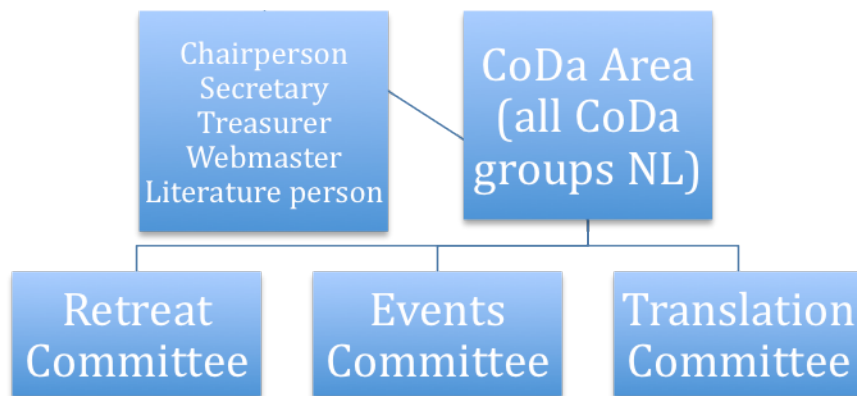 Chairperson
Secretary
Treasurer
Webmaster
Literature person
CoDa Area
(all CoDa
groups NL)
Retreat
Committee
Events
Committee
Translation
Committee